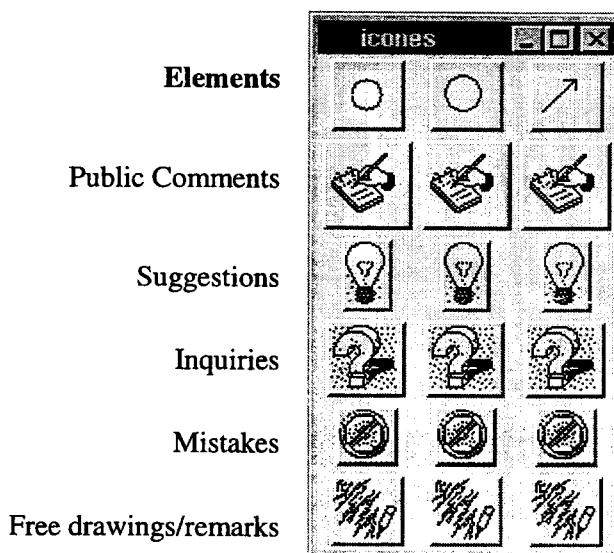 icones
Elements
Public Comments
Suggestions
Inquiries
Mistakes
Free drawings/remarks